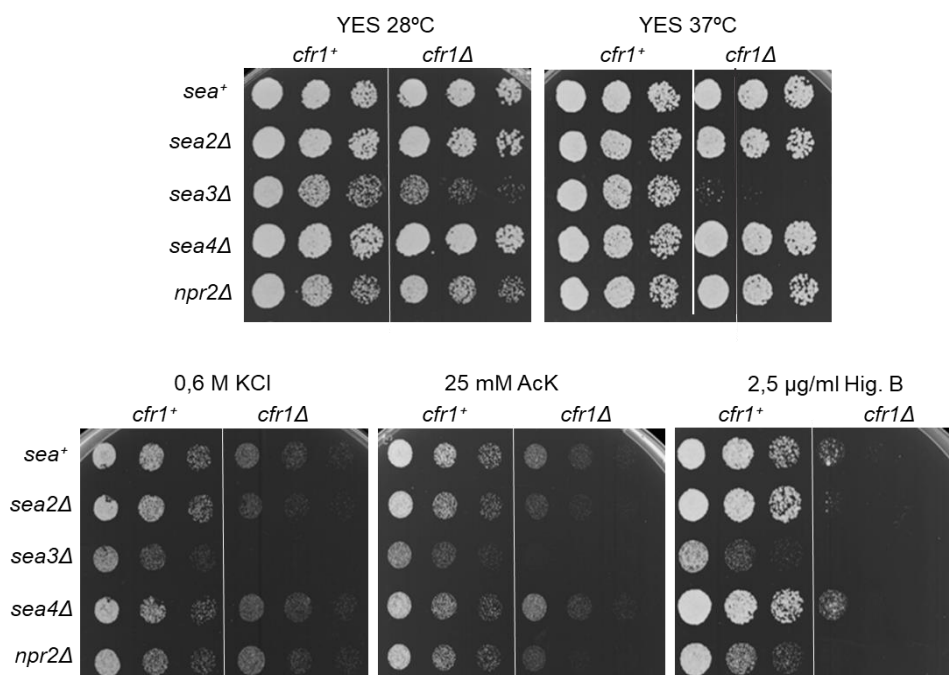 YES 28ºC YES 37ºC
cfr1⁺ cfr1Δ cfr1⁺ cfr1Δ
sea⁺
sea2Δ
sea3Δ
sea4Δ
npr2Δ
0,6 M KCl 25 mM AcK 2,5 µg/ml Hig. B
cfr1⁺ cfr1Δ cfr1⁺ cfr1Δ cfr1⁺ cfr1Δ
sea⁺
sea2Δ
sea3Δ
sea4Δ
npr2Δ